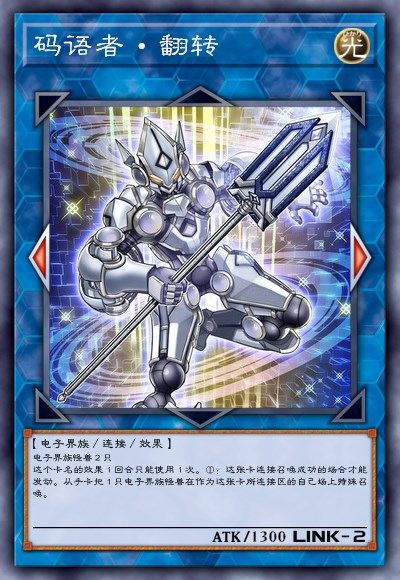 码语者·翻转
ひかり
光
【电子界族／连接／效果】
电子界族怪兽２只
这个卡名的效果１回合只能使用１次。①：这张卡连接召唤成功的场合才能
发动。从手卡把１只电子界族怪兽在作为这张卡所连接区的自己场上特殊召
唤。
ATK/1300 LINK-2